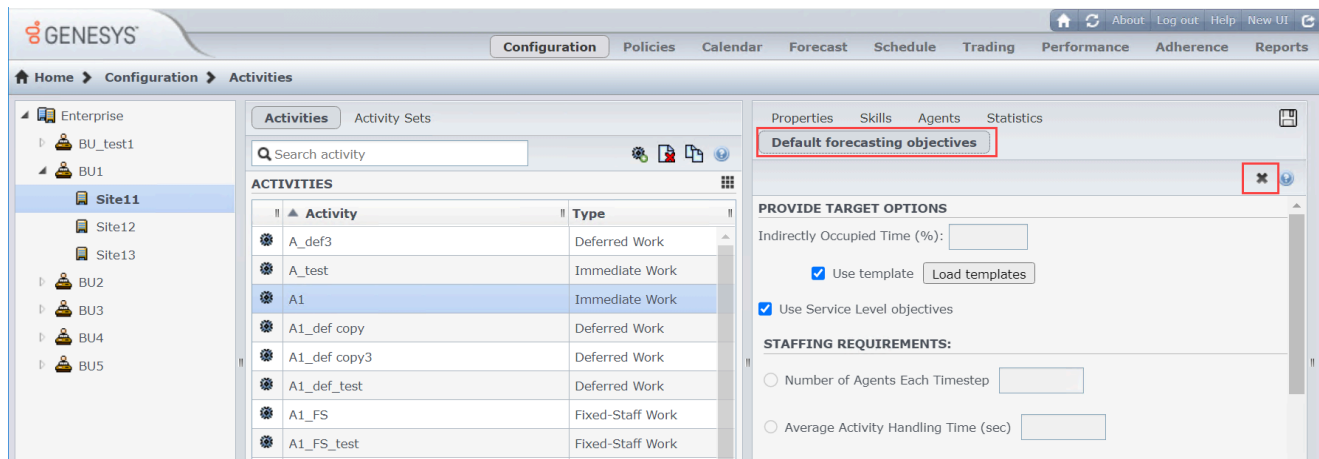 GENESYS
About Log out Help New UI
Configuration Policies Calendar Forecast Schedule Trading Performance Adherence Reports
Home Configuration Activities
Enterprise
BU_test1
BU1
Site11
Site12
Site13
BU2
BU3
BU4
BU5
Activities Activity Sets
Search activity
ACTIVITIES
Activity Type
A_def3 Deferred Work
A_test Immediate Work
A1 Immediate Work
A1_def copy Deferred Work
A1_def copy3 Deferred Work
A1_def_test Deferred Work
A1_FS Fixed-Staff Work
A1_FS_test Fixed-Staff Work
Properties Skills Agents Statistics
Default forecasting objectives
PROVIDE TARGET OPTIONS
Indirectly Occupied Time (%):
Use template Load templates
Use Service Level objectives
STAFFING REQUIREMENTS:
Number of Agents Each Timestep
Average Activity Handling Time (sec)